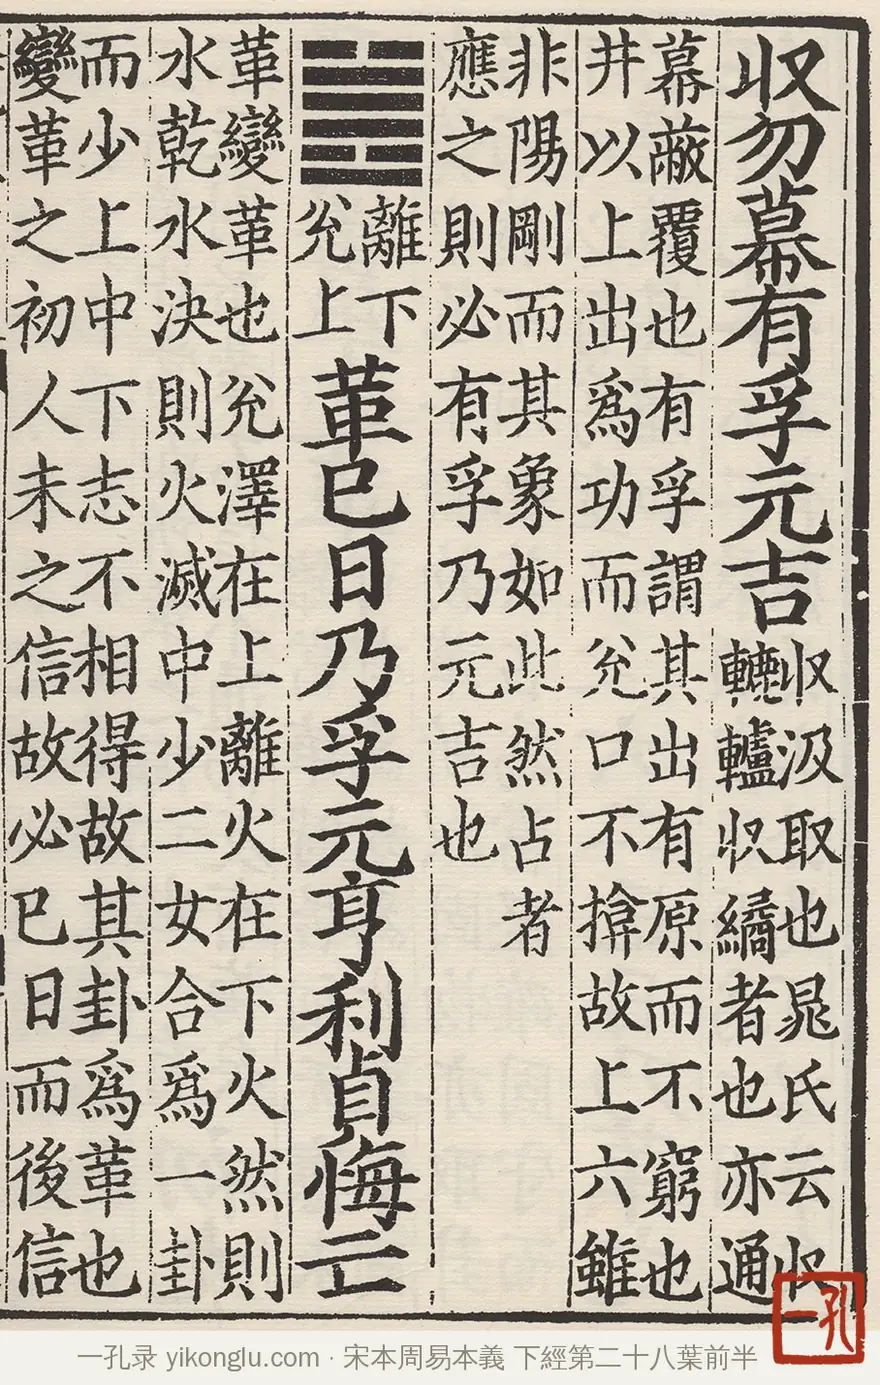 収勿幕有孚元吉
収汲取也晁氏云収
轆轤収繘者也亦通
幕蔽覆也有孚謂其出有原而不窮也
井以上出爲功而兊口不揜故上六雖
非陽剛而其象如此然占者
應之則必有孚乃元吉也
離下
兊上
革巳日乃孚元亨利貞悔亡
革變革也兊澤在上離火在下火然則
水乾水決則火滅中少二女合爲一卦
而少上中下志不相得故其卦爲革也
變革之初人未之信故必巳日而後信
一孔
一孔录 yikonglu.com · 宋本周易本義 下經第二十八葉前半